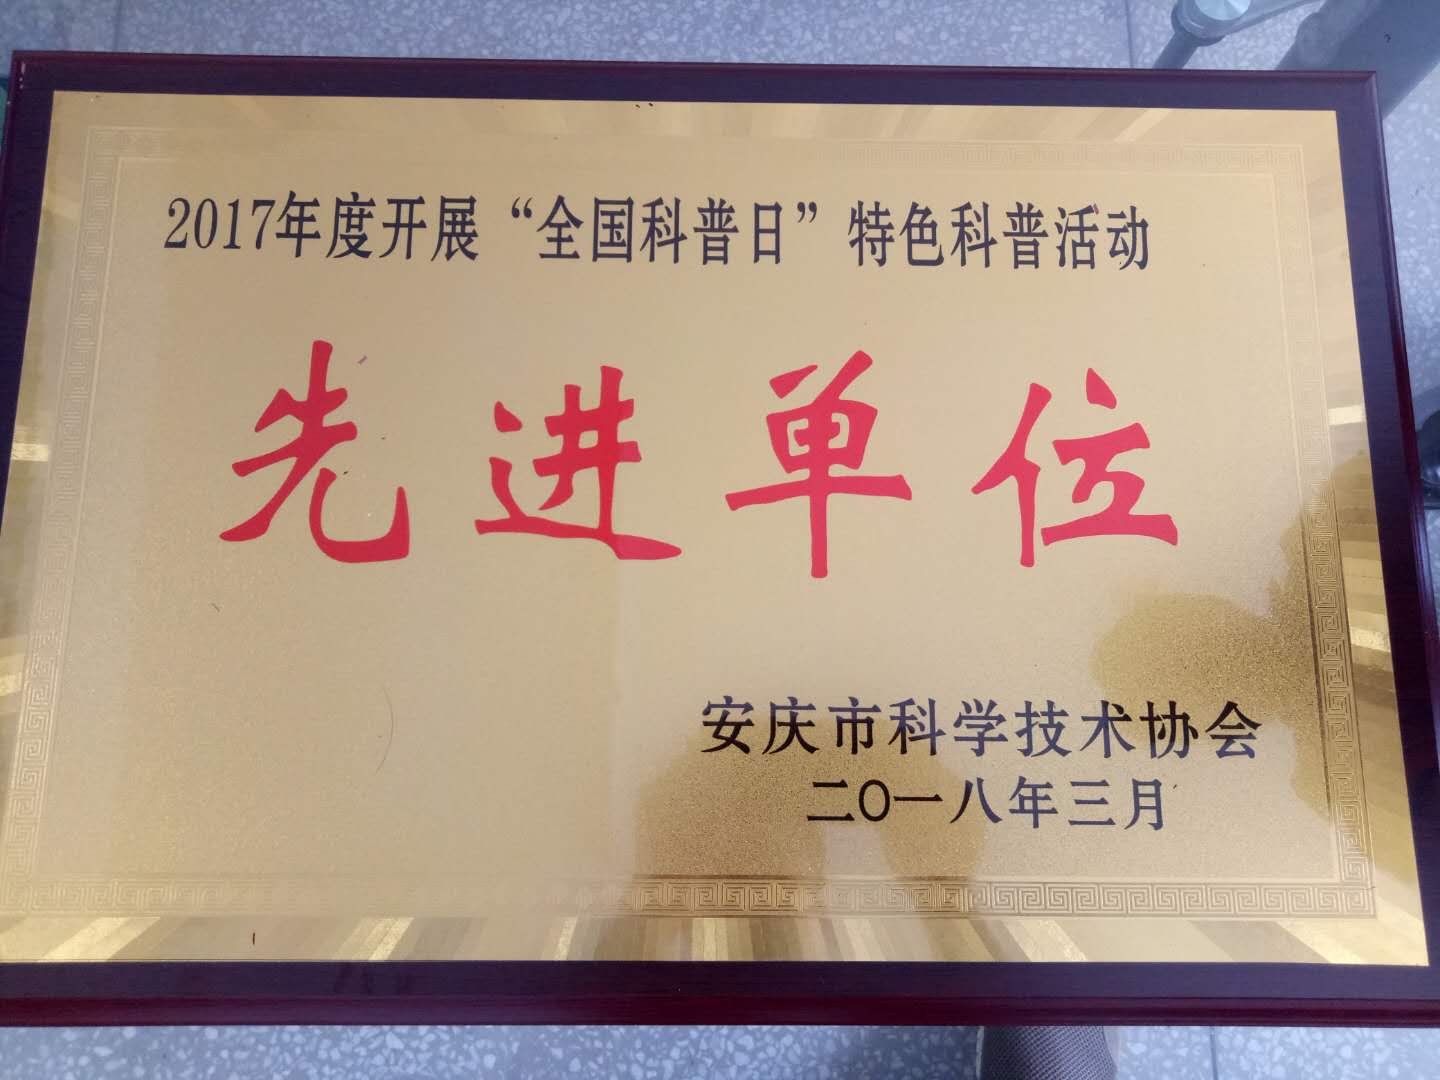 2017年度开展“全国科普日”特色科普活动
先进单位
安庆市科学技术协会
二〇一八年三月